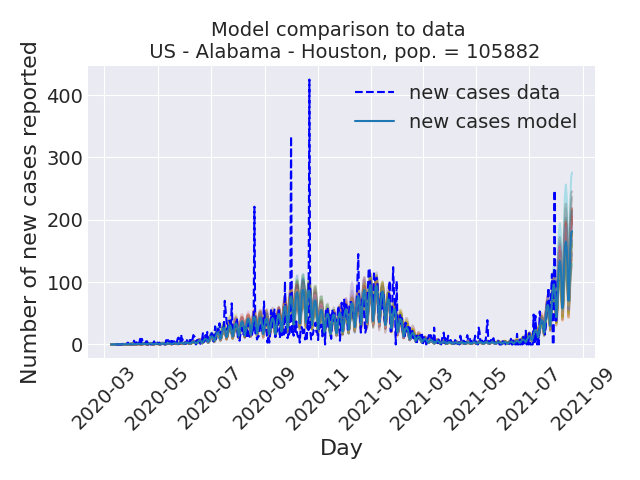 Model comparison to data
US - Alabama - Houston, pop. = 105882
Number of new cases reported
400
300
200
100
0
new cases data
new cases model
2020-03
2020-05
2020-07
2020-09
2020-11
2021-01
2021-03
2021-05
2021-07
2021-09
Day